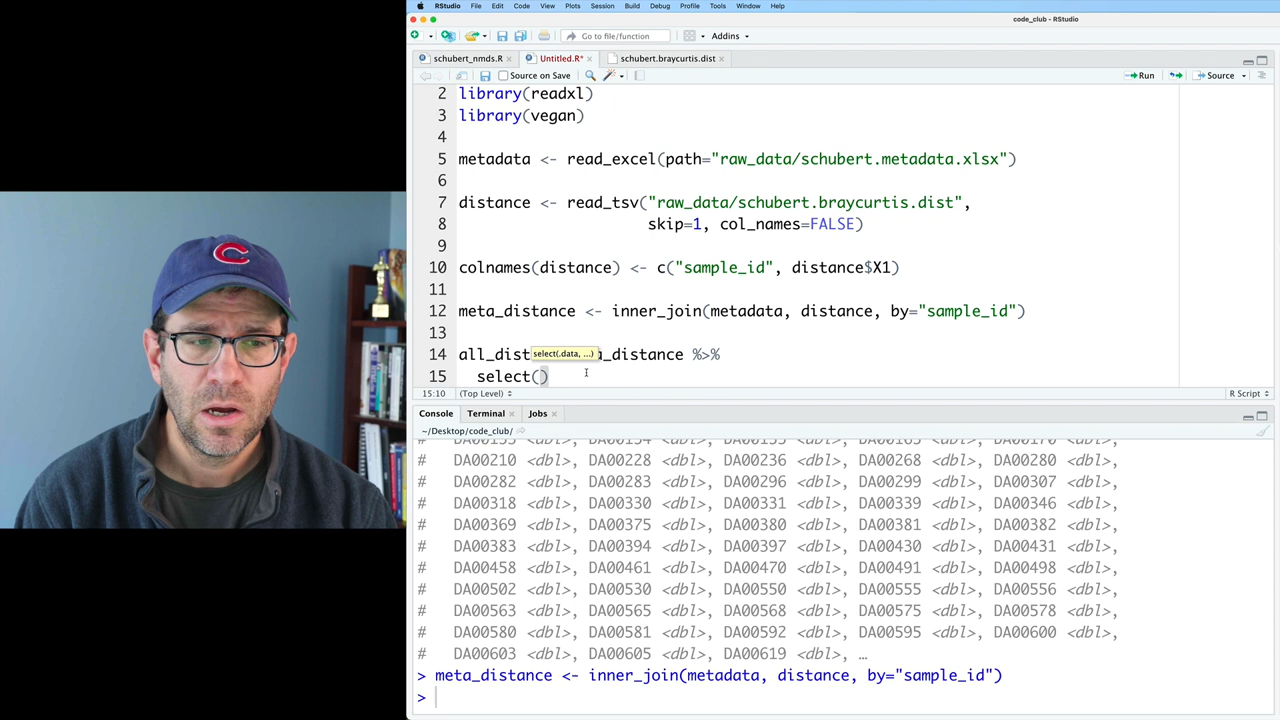 RStudio File Edit Code View Plots Session Build Debug Profile Tools Window Help
code_club - RStudio
Go to file/function Addins
schubert_nmds.R Untitled.R* schubert.braycurtis.dist
Source on Save Run Source
2 library(readxl)
3 library(vegan)
4
5 metadata <- read_excel(path="raw_data/schubert.metadata.xlsx")
6
7 distance <- read_tsv("raw_data/schubert.braycurtis.dist",
8 skip=1, col_names=FALSE)
9
10 colnames(distance) <- c("sample_id", distance$X1)
11
12 meta_distance <- inner_join(metadata, distance, by="sample_id")
13
select(.data, ...)
14 all_dist a_distance %>%
15 select()
15:10 (Top Level) R Script
Console Terminal Jobs
~/Desktop/code_club/
# DA00210 <dbl>, DA00228 <dbl>, DA00236 <dbl>, DA00268 <dbl>, DA00280 <dbl>,
# DA00282 <dbl>, DA00283 <dbl>, DA00296 <dbl>, DA00299 <dbl>, DA00307 <dbl>,
# DA00318 <dbl>, DA00330 <dbl>, DA00331 <dbl>, DA00339 <dbl>, DA00346 <dbl>,
# DA00369 <dbl>, DA00375 <dbl>, DA00380 <dbl>, DA00381 <dbl>, DA00382 <dbl>,
# DA00383 <dbl>, DA00394 <dbl>, DA00397 <dbl>, DA00430 <dbl>, DA00431 <dbl>,
# DA00458 <dbl>, DA00461 <dbl>, DA00470 <dbl>, DA00491 <dbl>, DA00498 <dbl>,
# DA00502 <dbl>, DA00530 <dbl>, DA00550 <dbl>, DA00555 <dbl>, DA00556 <dbl>,
# DA00563 <dbl>, DA00565 <dbl>, DA00568 <dbl>, DA00575 <dbl>, DA00578 <dbl>,
# DA00580 <dbl>, DA00581 <dbl>, DA00592 <dbl>, DA00595 <dbl>, DA00600 <dbl>,
# DA00603 <dbl>, DA00605 <dbl>, DA00619 <dbl>, …
> meta_distance <- inner_join(metadata, distance, by="sample_id")
>